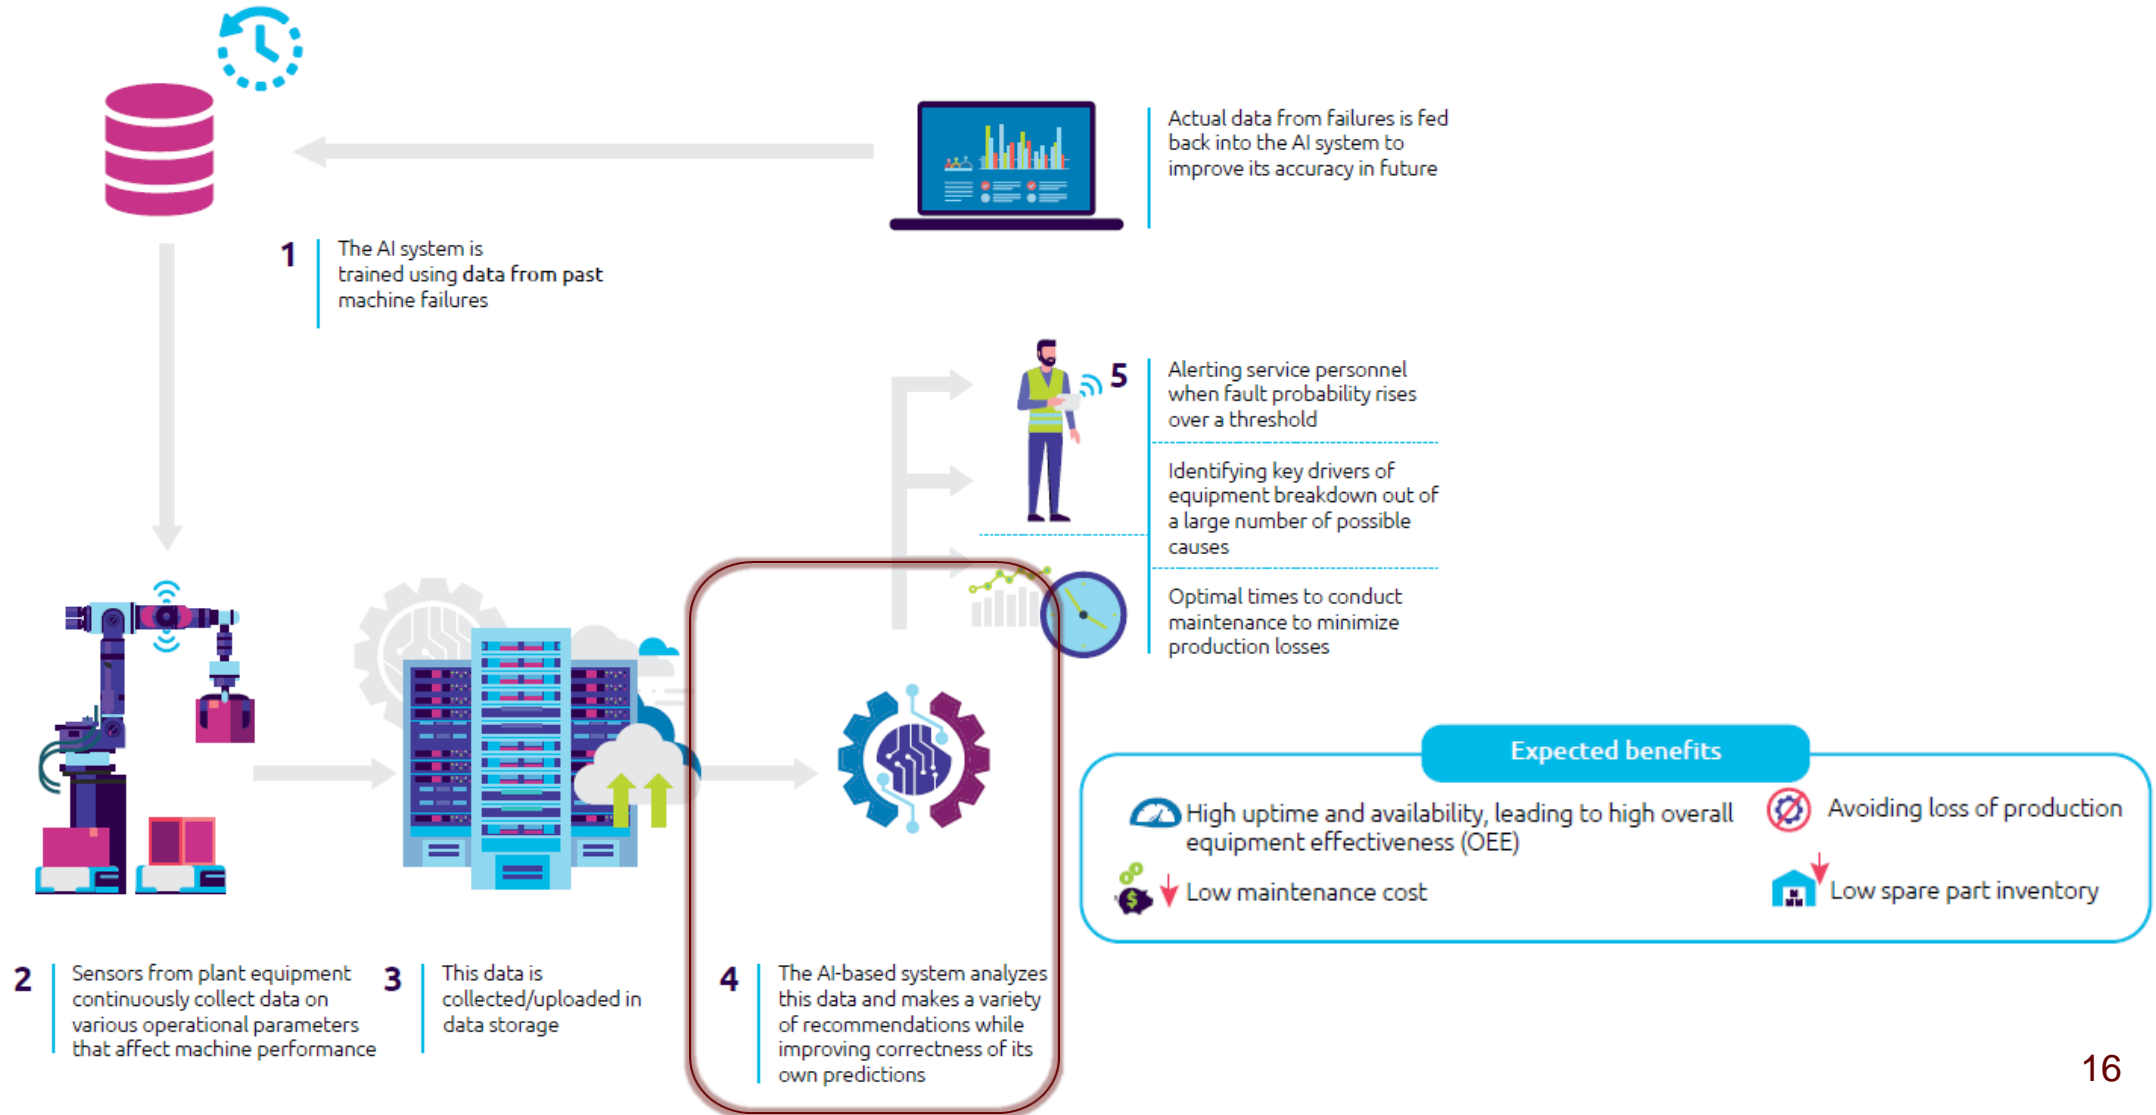 Actual data from failures is fed
back into the AI system to
improve its accuracy in future
1
The AI system is
trained using data from past
machine failures
5
Alerting service personnel
when fault probability rises
over a threshold
Identifying key drivers of
equipment breakdown out of
a large number of possible
causes
Optimal times to conduct
maintenance to minimize
production losses
Expected benefits
High uptime and availability, leading to high overall
equipment effectiveness (OEE)
Avoiding loss of production
$
Low maintenance cost
Low spare part inventory
2
Sensors from plant equipment
continuously collect data on
various operational parameters
that affect machine performance
3
This data is
collected/uploaded in
data storage
4
The AI-based system analyzes
this data and makes a variety
of recommendations while
improving correctness of its
own predictions
16